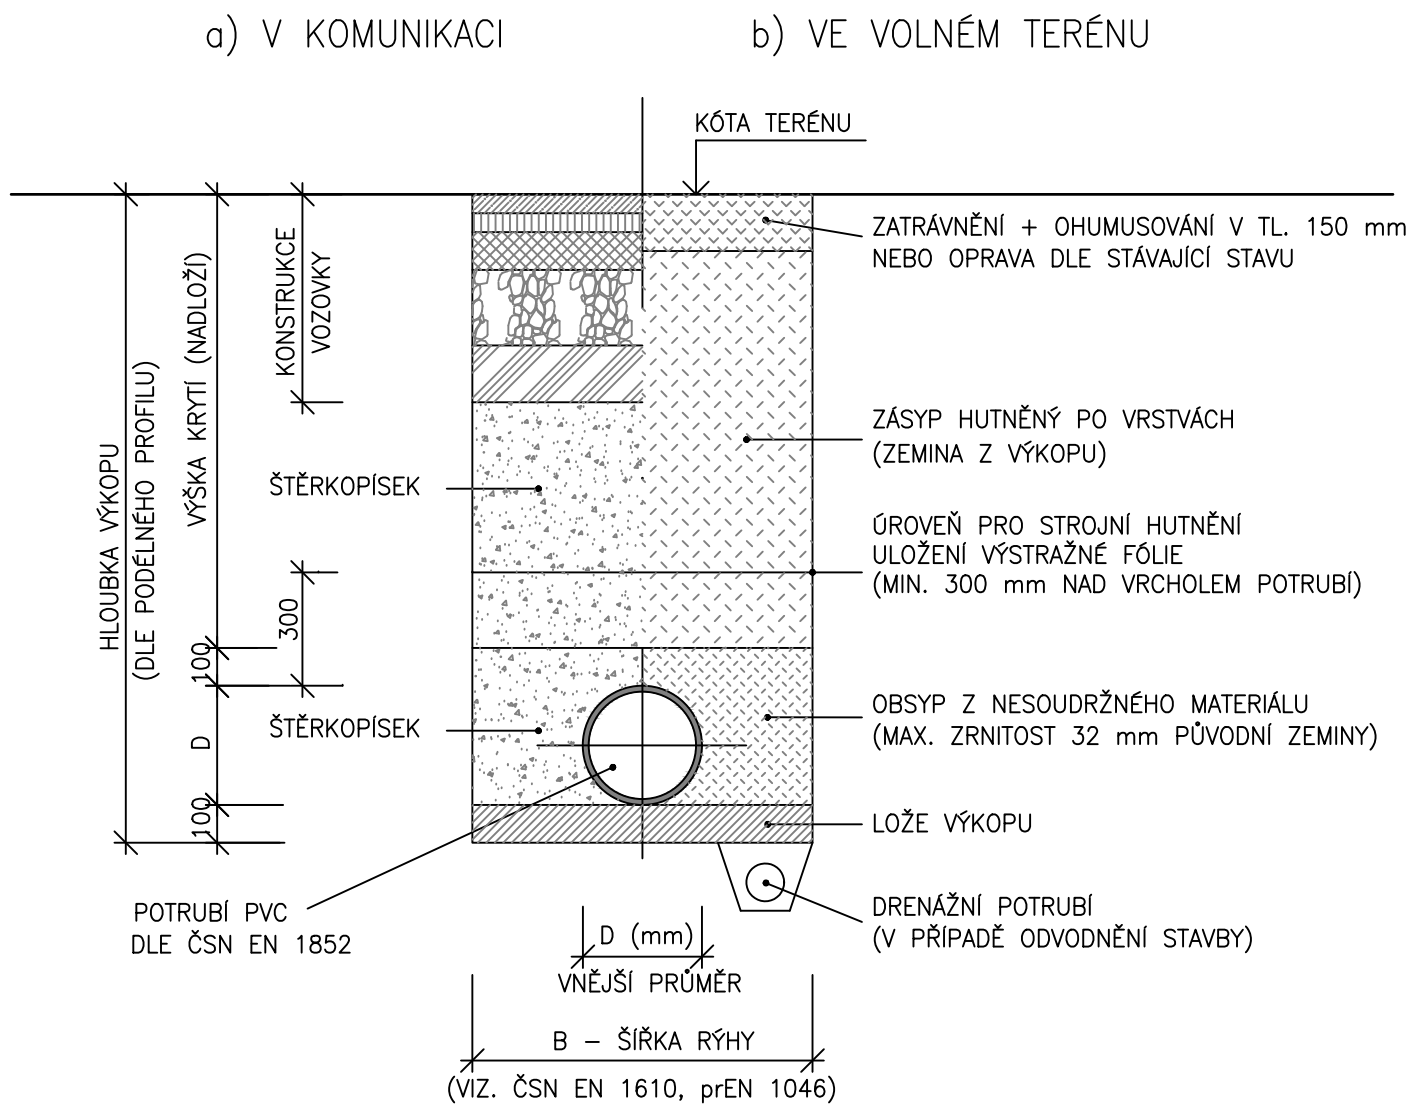 a) V KOMUNIKACI
b) VE VOLNÉM TERÉNU
KÓTA TERÉNU
ZATRÁVNĚNÍ + OHUMUSOVÁNÍ V TL. 150 mm
NEBO OPRAVA DLE STÁVAJÍCÍ STAVU
KONSTRUKCE
VOZOVKY
VÝŠKA KRYTÍ (NADLOŽÍ)
HLOUBKA VÝKOPU
(DLE PODÉLNÉHO PROFILU)
ZÁSYP HUTNĚNÝ PO VRSTVÁCH
(ZEMINA Z VÝKOPU)
ŠTĚRKOPÍSEK
ÚROVEŇ PRO STROJNÍ HUTNĚNÍ
ULOŽENÍ VÝSTRAŽNÉ FÓLIE
(MIN. 300 mm NAD VRCHOLEM POTRUBÍ)
300
100
D
100
ŠTĚRKOPÍSEK
OBSYP Z NESOUDRŽNÉHO MATERIÁLU
(MAX. ZRNITOST 32 mm PŮVODNÍ ZEMINY)
LOŽE VÝKOPU
POTRUBÍ PVC
DLE ČSN EN 1852
DRENÁŽNÍ POTRUBÍ
(V PŘÍPADĚ ODVODNĚNÍ STAVBY)
D (mm)
VNĚJŠÍ PRŮMĚR
B – ŠÍŘKA RÝHY
(VIZ. ČSN EN 1610, prEN 1046)